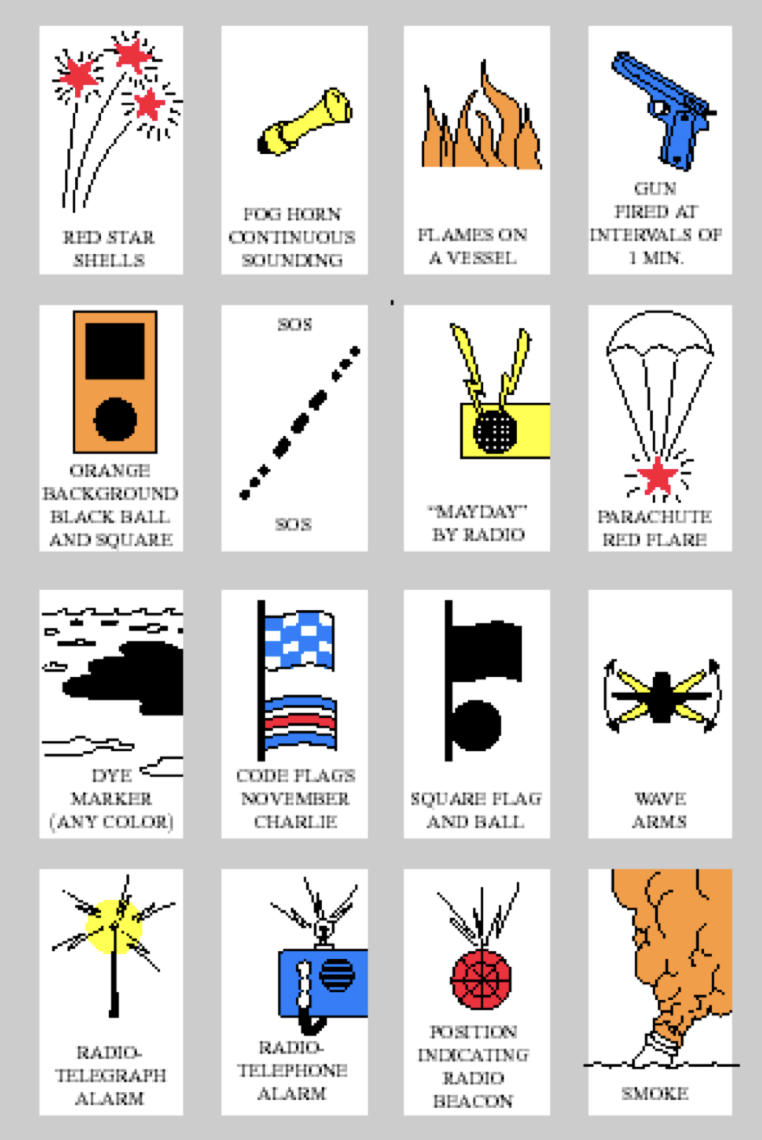 RED STAR
SHELLS
FOG HORN
CONTINUOUS
SOUNDING
FLAMES ON
A VESSEL
GUN
FIRED AT
INTERVALS OF
1 MIN.
ORANGE
BACKGROUND
BLACK BALL
AND SQUARE
SOS
SOS
"MAYDAY"
BY RADIO
PARACHUTE
RED FLARE
DYE
MARKER
(ANY COLOR)
CODE FLAGS
NOVEMBER
CHARLIE
SQUARE FLAG
AND BALL
WAVE
ARMS
RADIO-
TELEGRAPH
ALARM
RADIO-
TELEPHONE
ALARM
POSITION
INDICATING
RADIO
BEACON
SMOKE